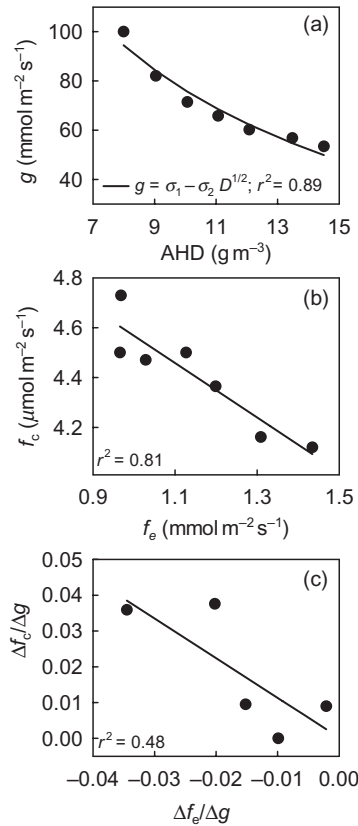 (a)
100
80
60
40
g (mmol m⁻² s⁻¹)
g = σ₁ – σ₂ D^{1/2}; r² = 0.89
7 9 11 13 15
AHD (g m⁻³)
(b)
4.8
4.6
4.4
4.2
f_c (μmol m⁻² s⁻¹)
r² = 0.81
0.9 1.1 1.3 1.5
f_e (mmol m⁻² s⁻¹)
(c)
0.05
0.04
0.03
0.02
0.01
0.00
Δf_c/Δg
r² = 0.48
–0.04 –0.03 –0.02 –0.01 0.00
Δf_e/Δg